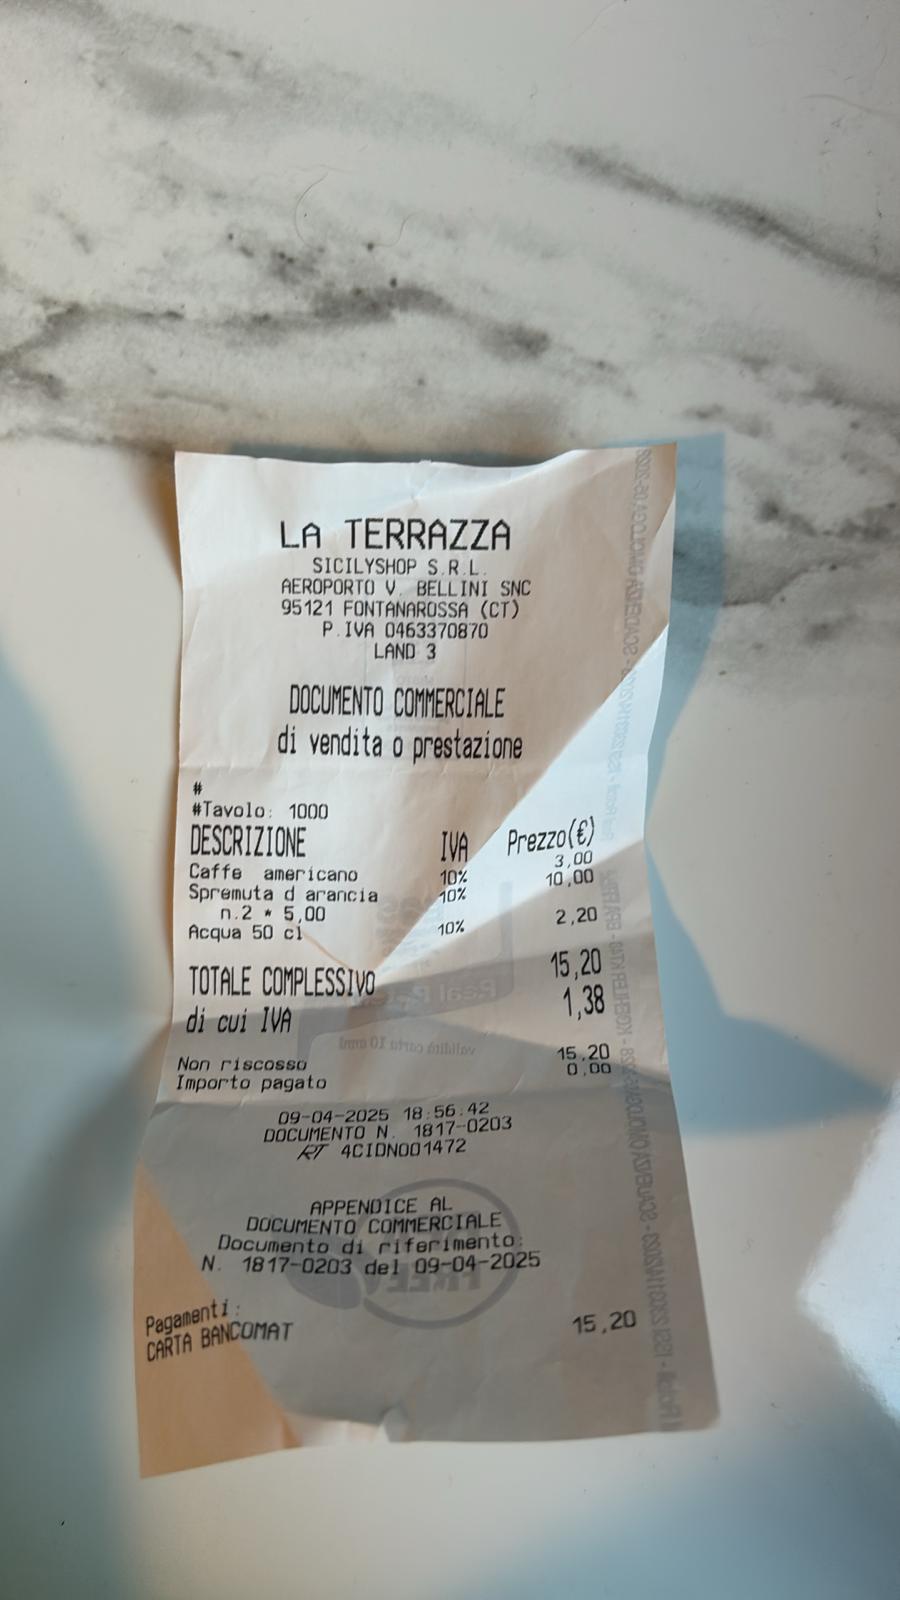 LA TERRAZZA
SICILYSHOP S.R.L.
AEROPORTO V. BELLINI SNC
95121 FONTANAROSSA (CT)
P.IVA 0463370870
LAND 3
DOCUMENTO COMMERCIALE
di vendita o prestazione
#
#Tavolo: 1000
DESCRIZIONE IVA Prezzo(€)
Caffe americano 10% 3,00
Spremuta d arancia 10% 10,00
n.2 * 5,00
Acqua 50 cl 10% 2,20
TOTALE COMPLESSIVO 15,20
di cui IVA 1,38
Non riscosso 15,20
Importo pagato 0,00
09-04-2025 18:56:42
DOCUMENTO N. 1817-0203
RT 4CIDN001472
APPENDICE AL
DOCUMENTO COMMERCIALE
Documento di riferimento:
N. 1817-0203 del 09-04-2025
Pagamenti:
CARTA BANCOMAT 15,20